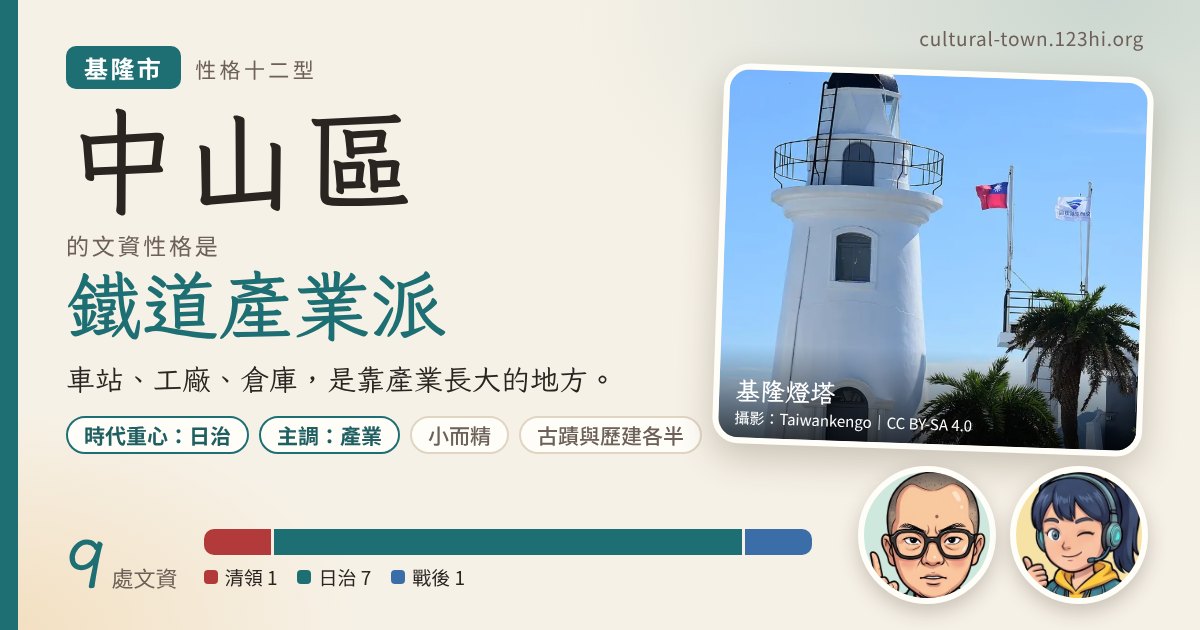 cultural-town.123hi.org
基隆市 性格十二型
中山區
的文資性格是
鐵道產業派
車站、工廠、倉庫，是靠產業長大的地方。
時代重心：日治 主調：產業 小而精 古蹟與歷建各半
基隆燈塔
攝影：Taiwankengo｜CC BY-SA 4.0
9 處文資
清領 1 日治 7 戰後 1